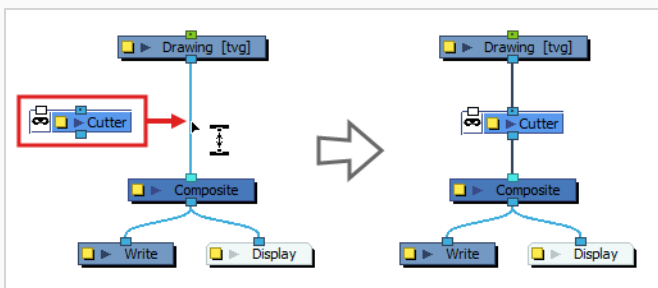 Drawing [tvg]
Cutter
Composite
Write
Display
Drawing [tvg]
Cutter
Composite
Write
Display